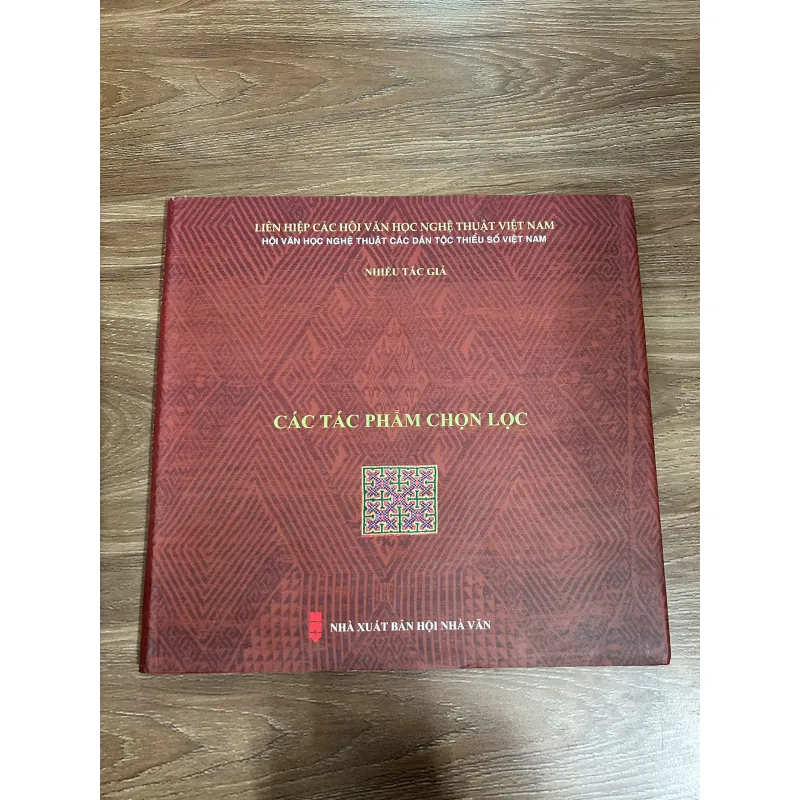 LIÊN HIỆP CÁC HỘI VĂN HỌC NGHỆ THUẬT VIỆT NAM
HỘI VĂN HỌC NGHỆ THUẬT CÁC DÂN TỘC THIỂU SỐ VIỆT NAM
NHIỀU TÁC GIẢ
CÁC TÁC PHẨM CHỌN LỌC
NHÀ XUẤT BẢN HỘI NHÀ VĂN